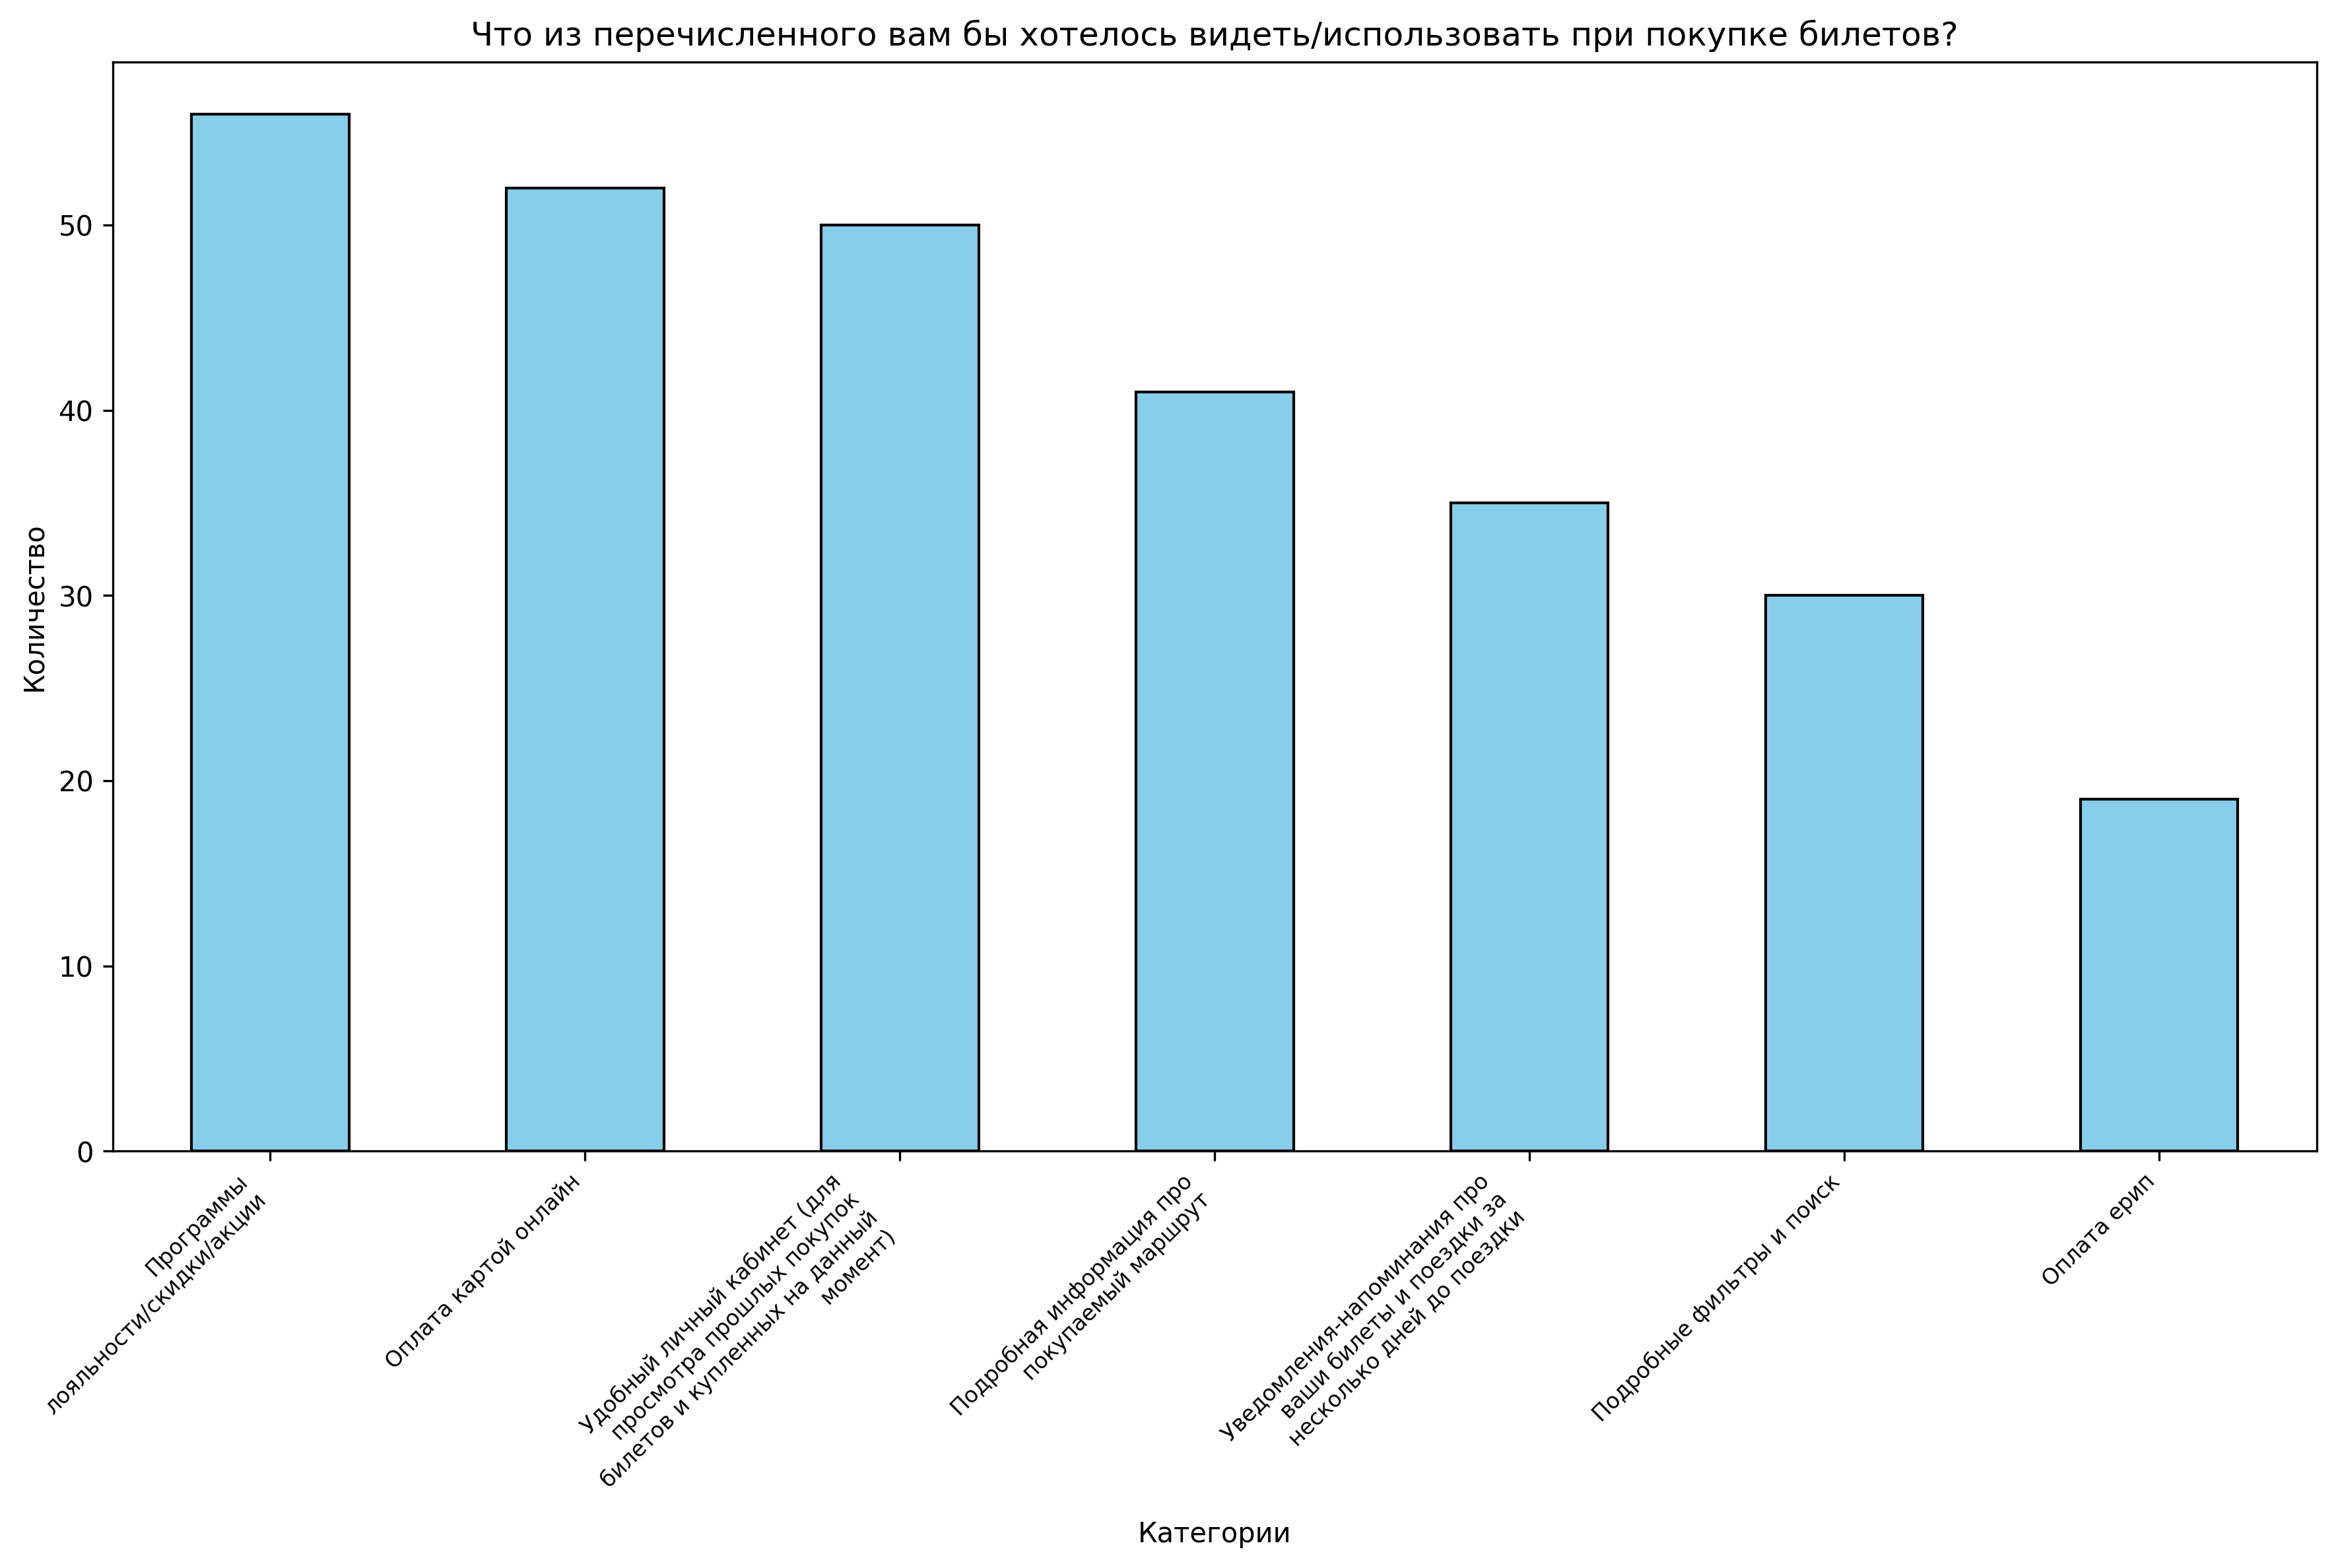 Что из перечисленного вам бы хотелось видеть/использовать при покупке билетов?
Количество
50
40
30
20
10
0
Программы
лояльности/скидки/акции
Оплата картой онлайн
Удобный личный кабинет (для
просмотра прошлых покупок
билетов и купленных на данный
момент)
Подробная информация про
покупаемый маршрут
Уведомления-напоминания про
ваши билеты и поездки за
несколько дней до поездки
Подробные фильтры и поиск
Оплата ерип
Категории